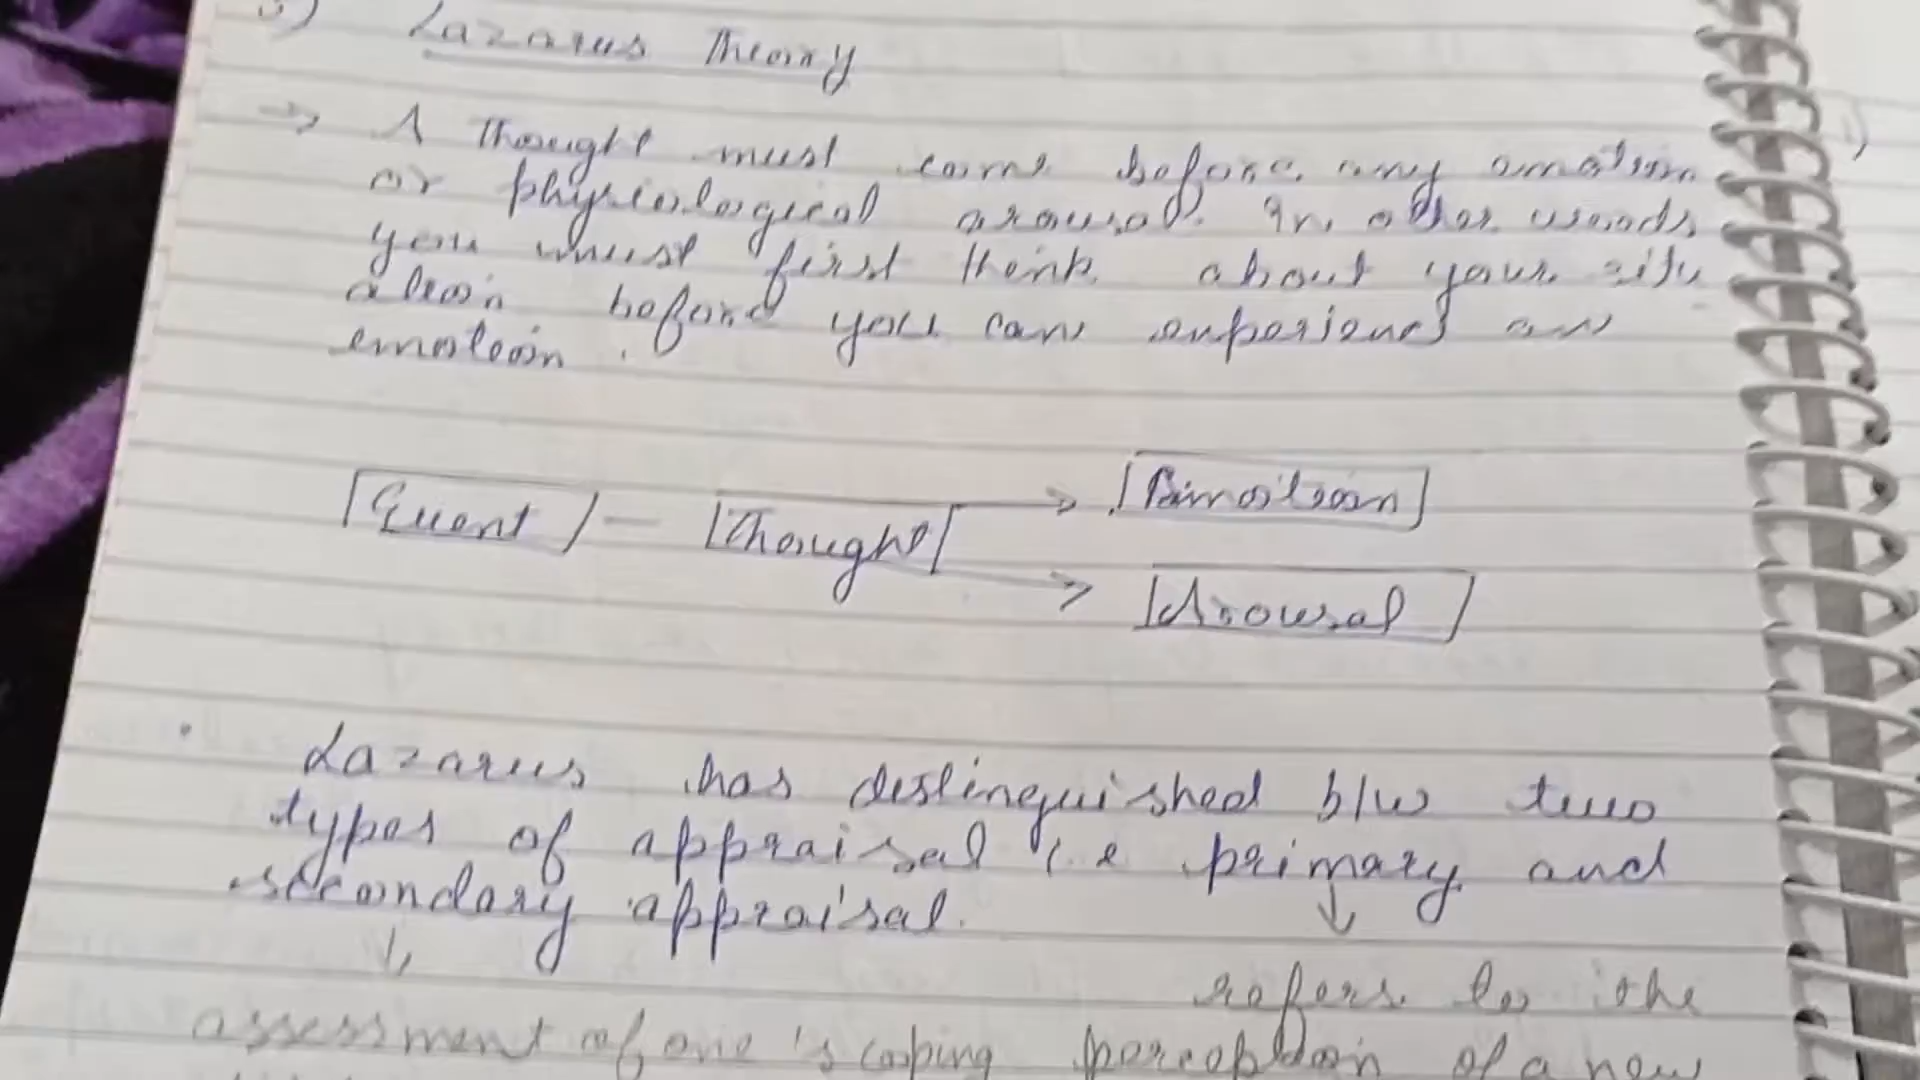 Lazarus Theory
→ A thought must come before any emotion
or physiological arousal. In other words,
you must first think about your situ
ation before you can experience an
emotion.
Event — Thought → Emotion
→ Arousal
Lazarus has distinguished b/w two
types of appraisal i.e primary and
secondary appraisal.
↓ ↓
refers to the
assessment of one's coping perception of a new